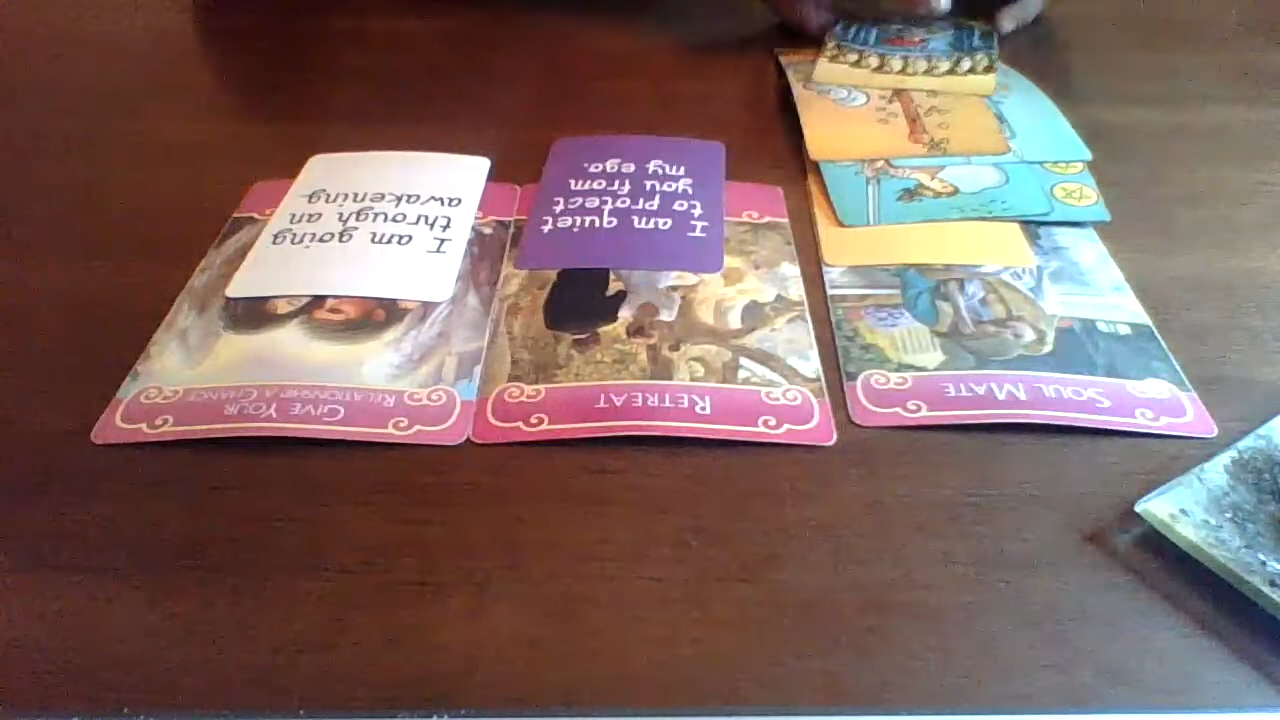 I am going
through an
awakening.
I am quiet
to protect
you from
my ego.
GIVE YOUR
RELATIONSHIP A CHANCE
RETREAT
SOUL MATE